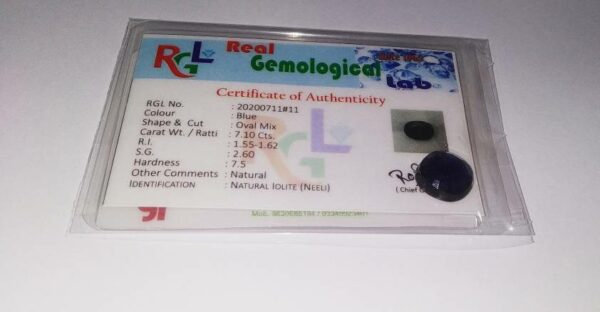 RGL Real
Gemological
Lab
Certificate of Authenticity
RGL No. : 20200711#11
Colour : Blue
Shape & Cut : Oval Mix
Carat Wt. / Ratti : 7.10 Cts.
R.I. : 1.55-1.62
S.G. : 2.60
Hardness : 7.5
Other Comments : Natural
IDENTIFICATION : NATURAL IOLITE (NEELI)
RGL
( Chief